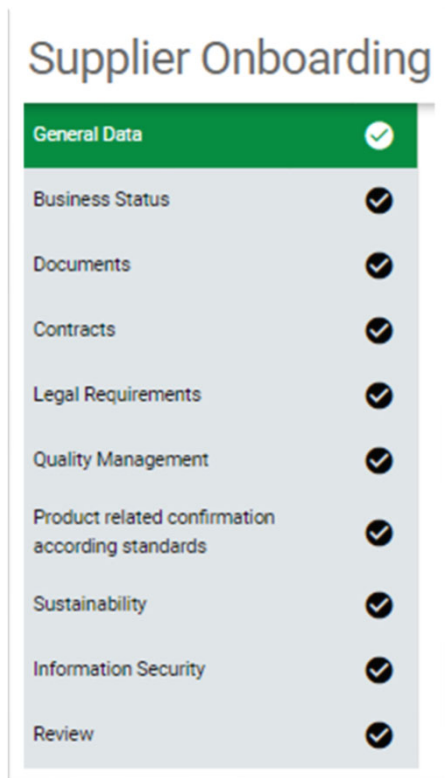 Supplier Onboarding
General Data
Business Status
Documents
Contracts
Legal Requirements
Quality Management
Product related confirmation
according standards
Sustainability
Information Security
Review